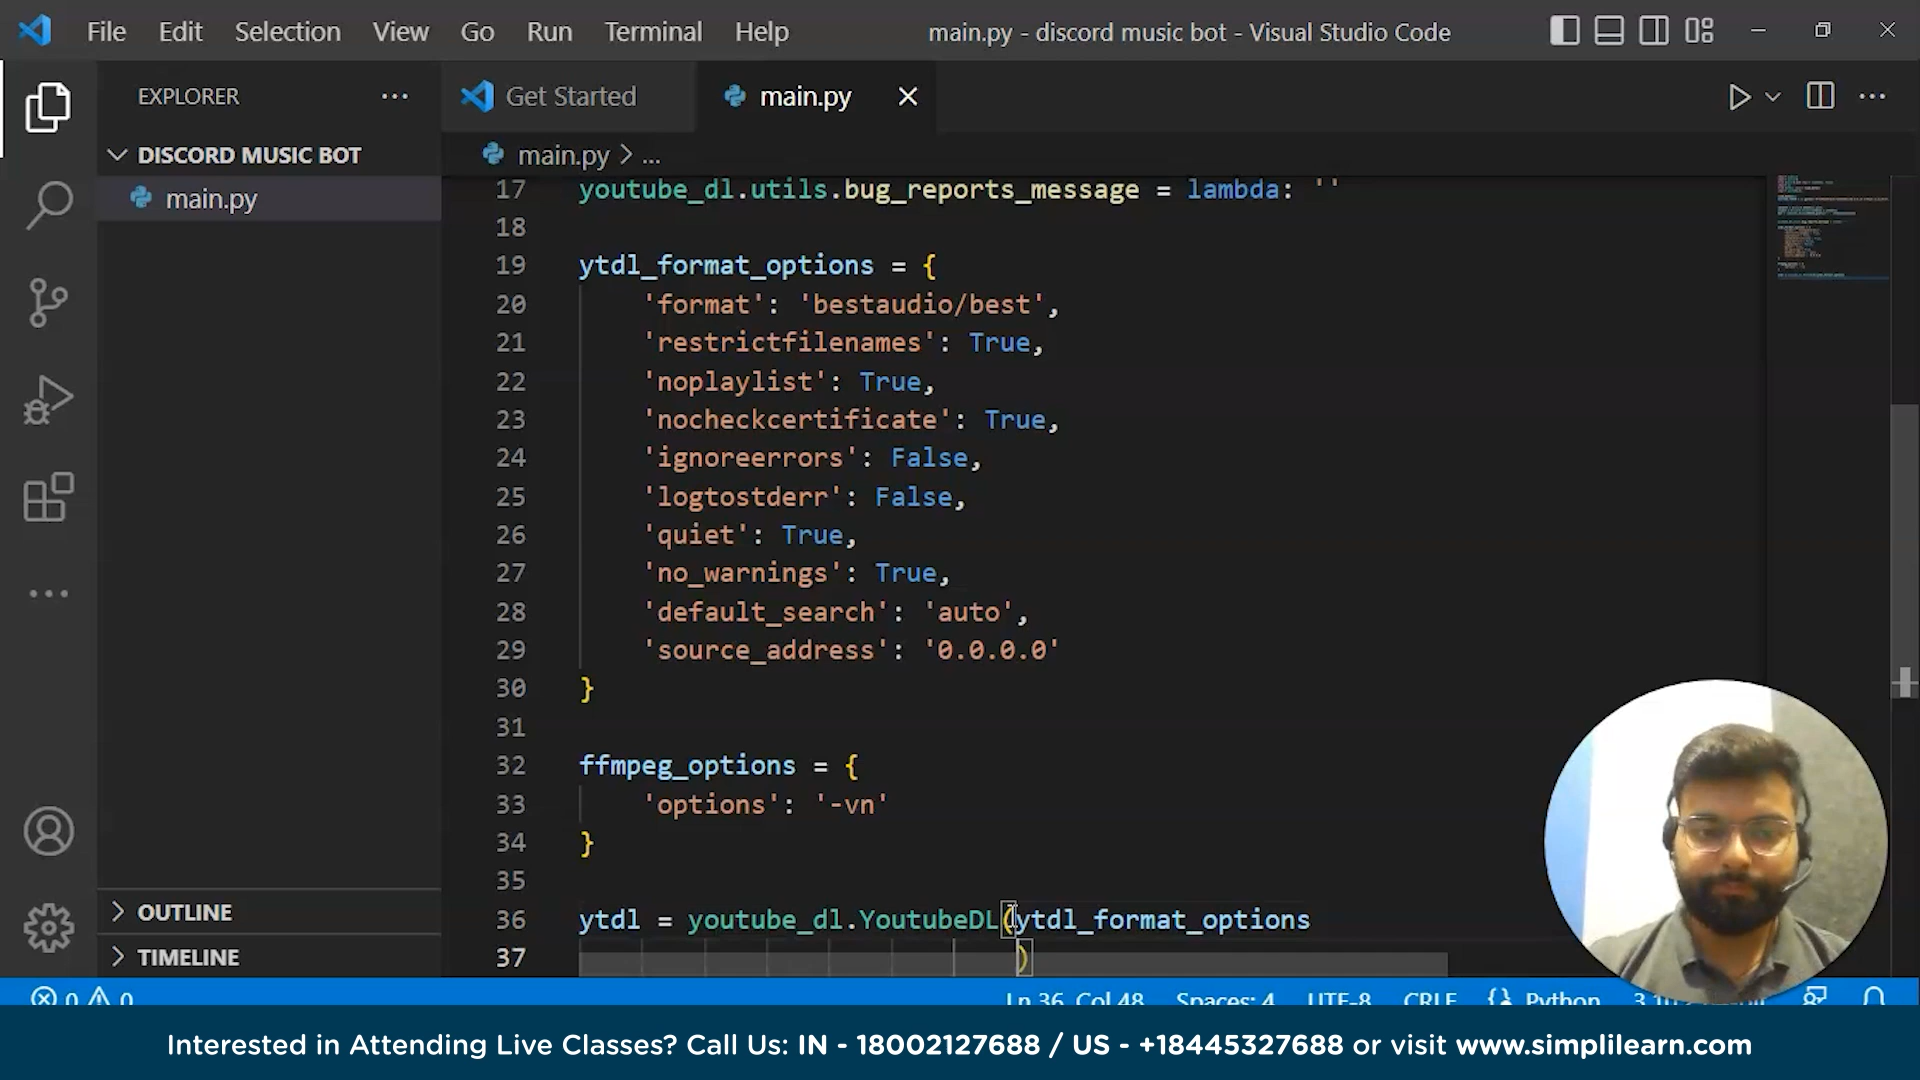 File Edit Selection View Go Run Terminal Help main.py - discord music bot - Visual Studio Code
EXPLORER
Get Started main.py
DISCORD MUSIC BOT
main.py
main.py > ...
17 youtube_dl.utils.bug_reports_message = lambda: ''
18
19 ytdl_format_options = {
20 'format': 'bestaudio/best',
21 'restrictfilenames': True,
22 'noplaylist': True,
23 'nocheckcertificate': True,
24 'ignoreerrors': False,
25 'logtostderr': False,
26 'quiet': True,
27 'no_warnings': True,
28 'default_search': 'auto',
29 'source_address': '0.0.0.0'
30 }
31
32 ffmpeg_options = {
33 'options': '-vn'
34 }
35
36 ytdl = youtube_dl.YoutubeDL(ytdl_format_options
37 )
OUTLINE
TIMELINE
0 0 Ln 36, Col 48 Spaces: 4 UTF-8 CRLF Python
Interested in Attending Live Classes? Call Us: IN - 18002127688 / US - +18445327688 or visit www.simplilearn.com